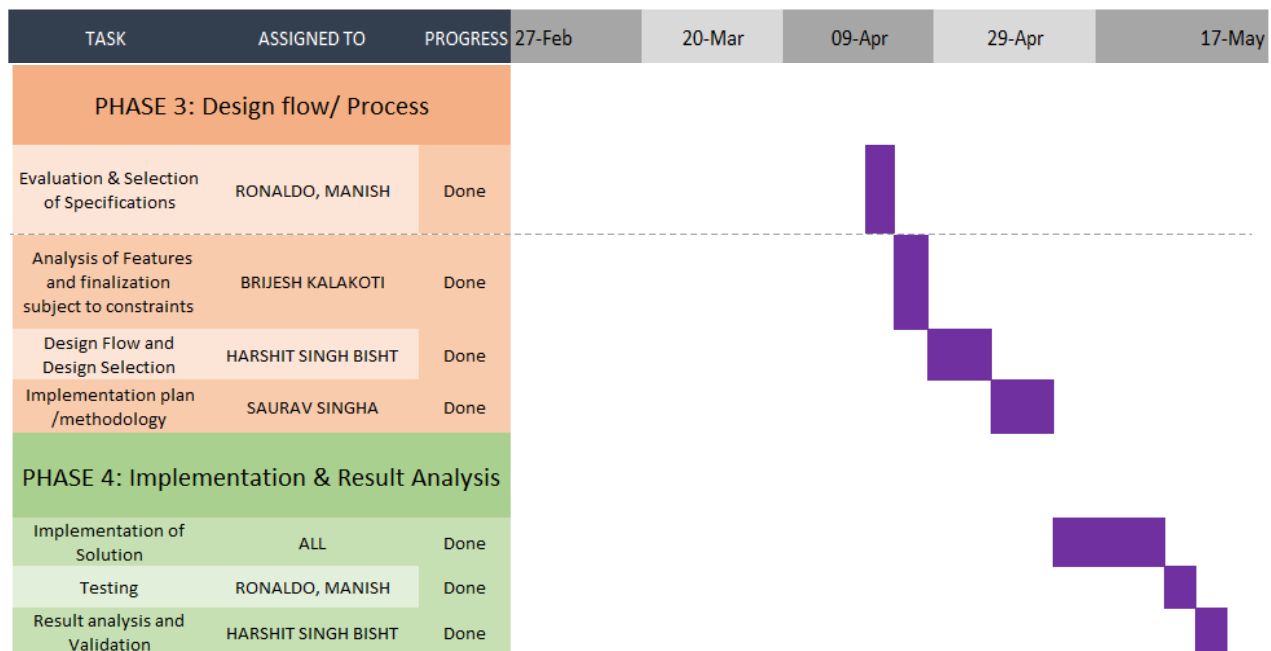 TASK ASSIGNED TO PROGRESS 27-Feb 20-Mar 09-Apr 29-Apr 17-May
PHASE 3: Design flow/ Process
Evaluation & Selection
of Specifications
RONALDO, MANISH
Done
Analysis of Features
and finalization
subject to constraints
BRIJESH KALAKOTI
Done
Design Flow and
Design Selection
HARSHIT SINGH BISHT
Done
Implementation plan
/methodology
SAURAV SINGHA
Done
PHASE 4: Implementation & Result Analysis
Implementation of
Solution
ALL
Done
Testing
RONALDO, MANISH
Done
Result analysis and
Validation
HARSHIT SINGH BISHT
Done